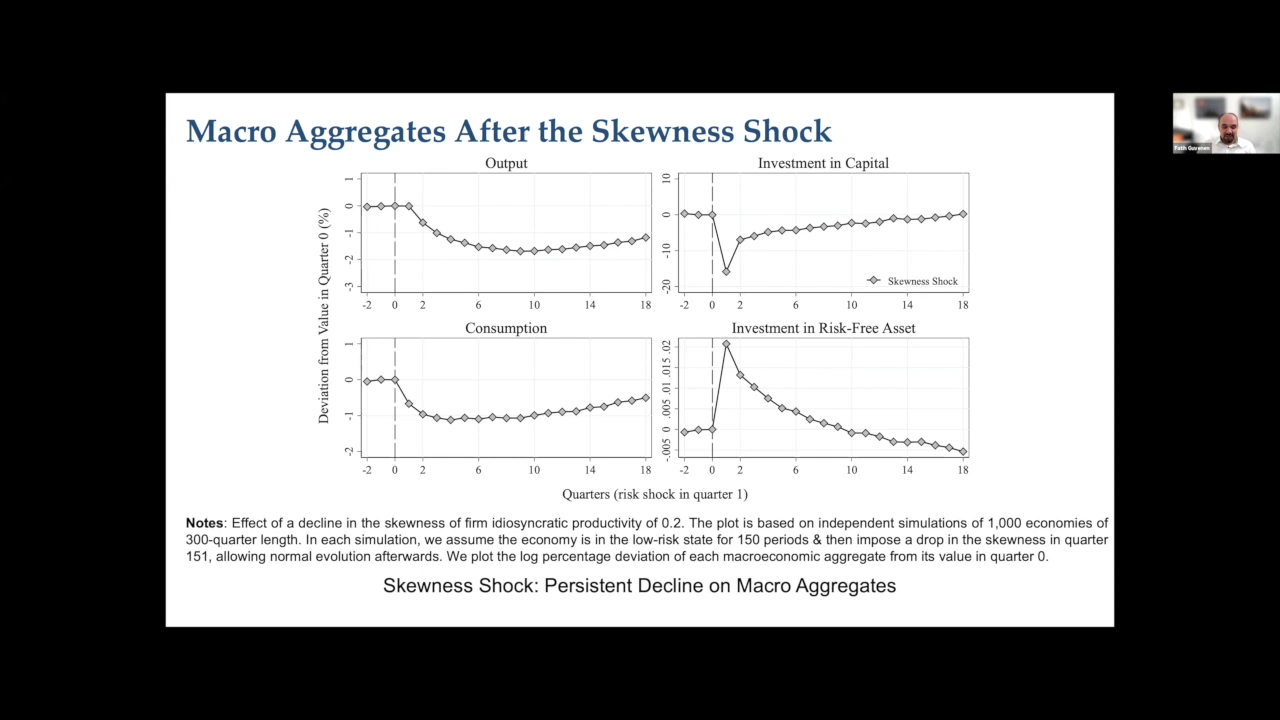 Macro Aggregates After the Skewness Shock
Output
Investment in Capital
Deviation from Value in Quarter 0 (%)
1
0
-1
-2
-3
-2 0 2 6 10 14 18
10
0
-10
-20
Skewness Shock
-2 0 2 6 10 14 18
Consumption
Investment in Risk-Free Asset
1
0
-1
-2
-2 0 2 6 10 14 18
.02
.015
.01
.005
0
-.005
-2 0 2 6 10 14 18
Quarters (risk shock in quarter 1)
Notes: Effect of a decline in the skewness of firm idiosyncratic productivity of 0.2. The plot is based on independent simulations of 1,000 economies of
300-quarter length. In each simulation, we assume the economy is in the low-risk state for 150 periods & then impose a drop in the skewness in quarter
151, allowing normal evolution afterwards. We plot the log percentage deviation of each macroeconomic aggregate from its value in quarter 0.
Skewness Shock: Persistent Decline on Macro Aggregates
Fatih Guvenen